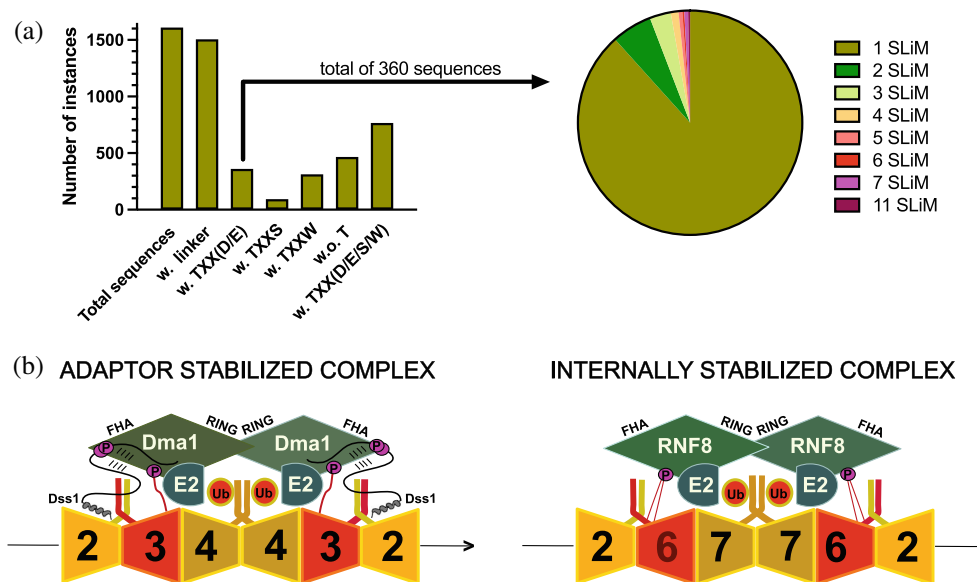 (a)
Number of instances
1500
1000
500
0
Total sequences
w. linker
w. TXX(D/E)
w. TXXS
w. TXXW
w.o. T
w. TXX(D/E/S/W)
total of 360 sequences
1 SLiM
2 SLiM
3 SLiM
4 SLiM
5 SLiM
6 SLiM
7 SLiM
11 SLiM
(b)
ADAPTOR STABILIZED COMPLEX
FHA RING RING FHA
P Dma1 Dma1 P
P E2 Ub Ub E2 P
Dss1 Dss1
2 3 4 4 3 2
INTERNALLY STABILIZED COMPLEX
FHA RING RING FHA
RNF8 RNF8
P E2 Ub Ub E2 P
2 6 7 7 6 2